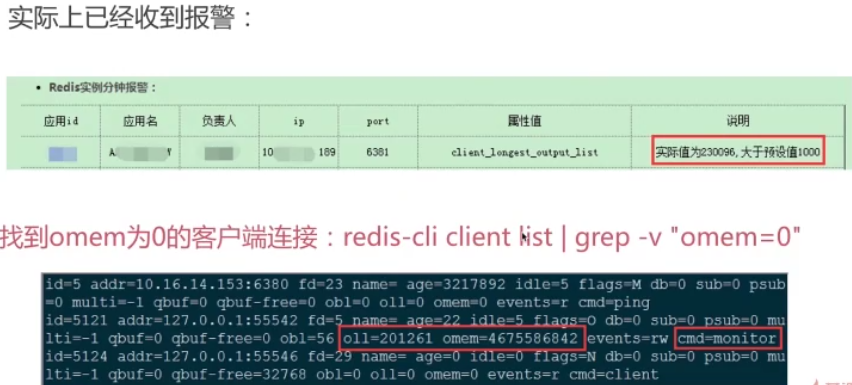 实际上已经收到报警：
• Redis实例分钟报警：
应用id 应用名 负责人 ip port 属性值 说明
10 189 6381 client_longest_output_list 实际值为230096,大于预设值1000
找到omem为0的客户端连接：redis-cli client list | grep -v "omem=0"
id=5 addr=10.16.14.153:6380 fd=23 name= age=3217892 idle=5 flags=M db=0 sub=0 psub
=0 multi=-1 qbuf=0 qbuf-free=0 obl=0 oll=0 omem=0 events=r cmd=ping
id=5121 addr=127.0.0.1:55542 fd=5 name= age=22 idle=5 flags=O db=0 sub=0 psub=0 mu
lti=-1 qbuf=0 qbuf-free=0 obl=56 oll=201261 omem=4675586842 events=rw cmd=monitor
id=5124 addr=127.0.0.1:55546 fd=29 name= age=0 idle=0 flags=N db=0 sub=0 psub=0 mu
lti=-1 qbuf=0 qbuf-free=32768 obl=0 oll=0 omem=0 events=r cmd=client